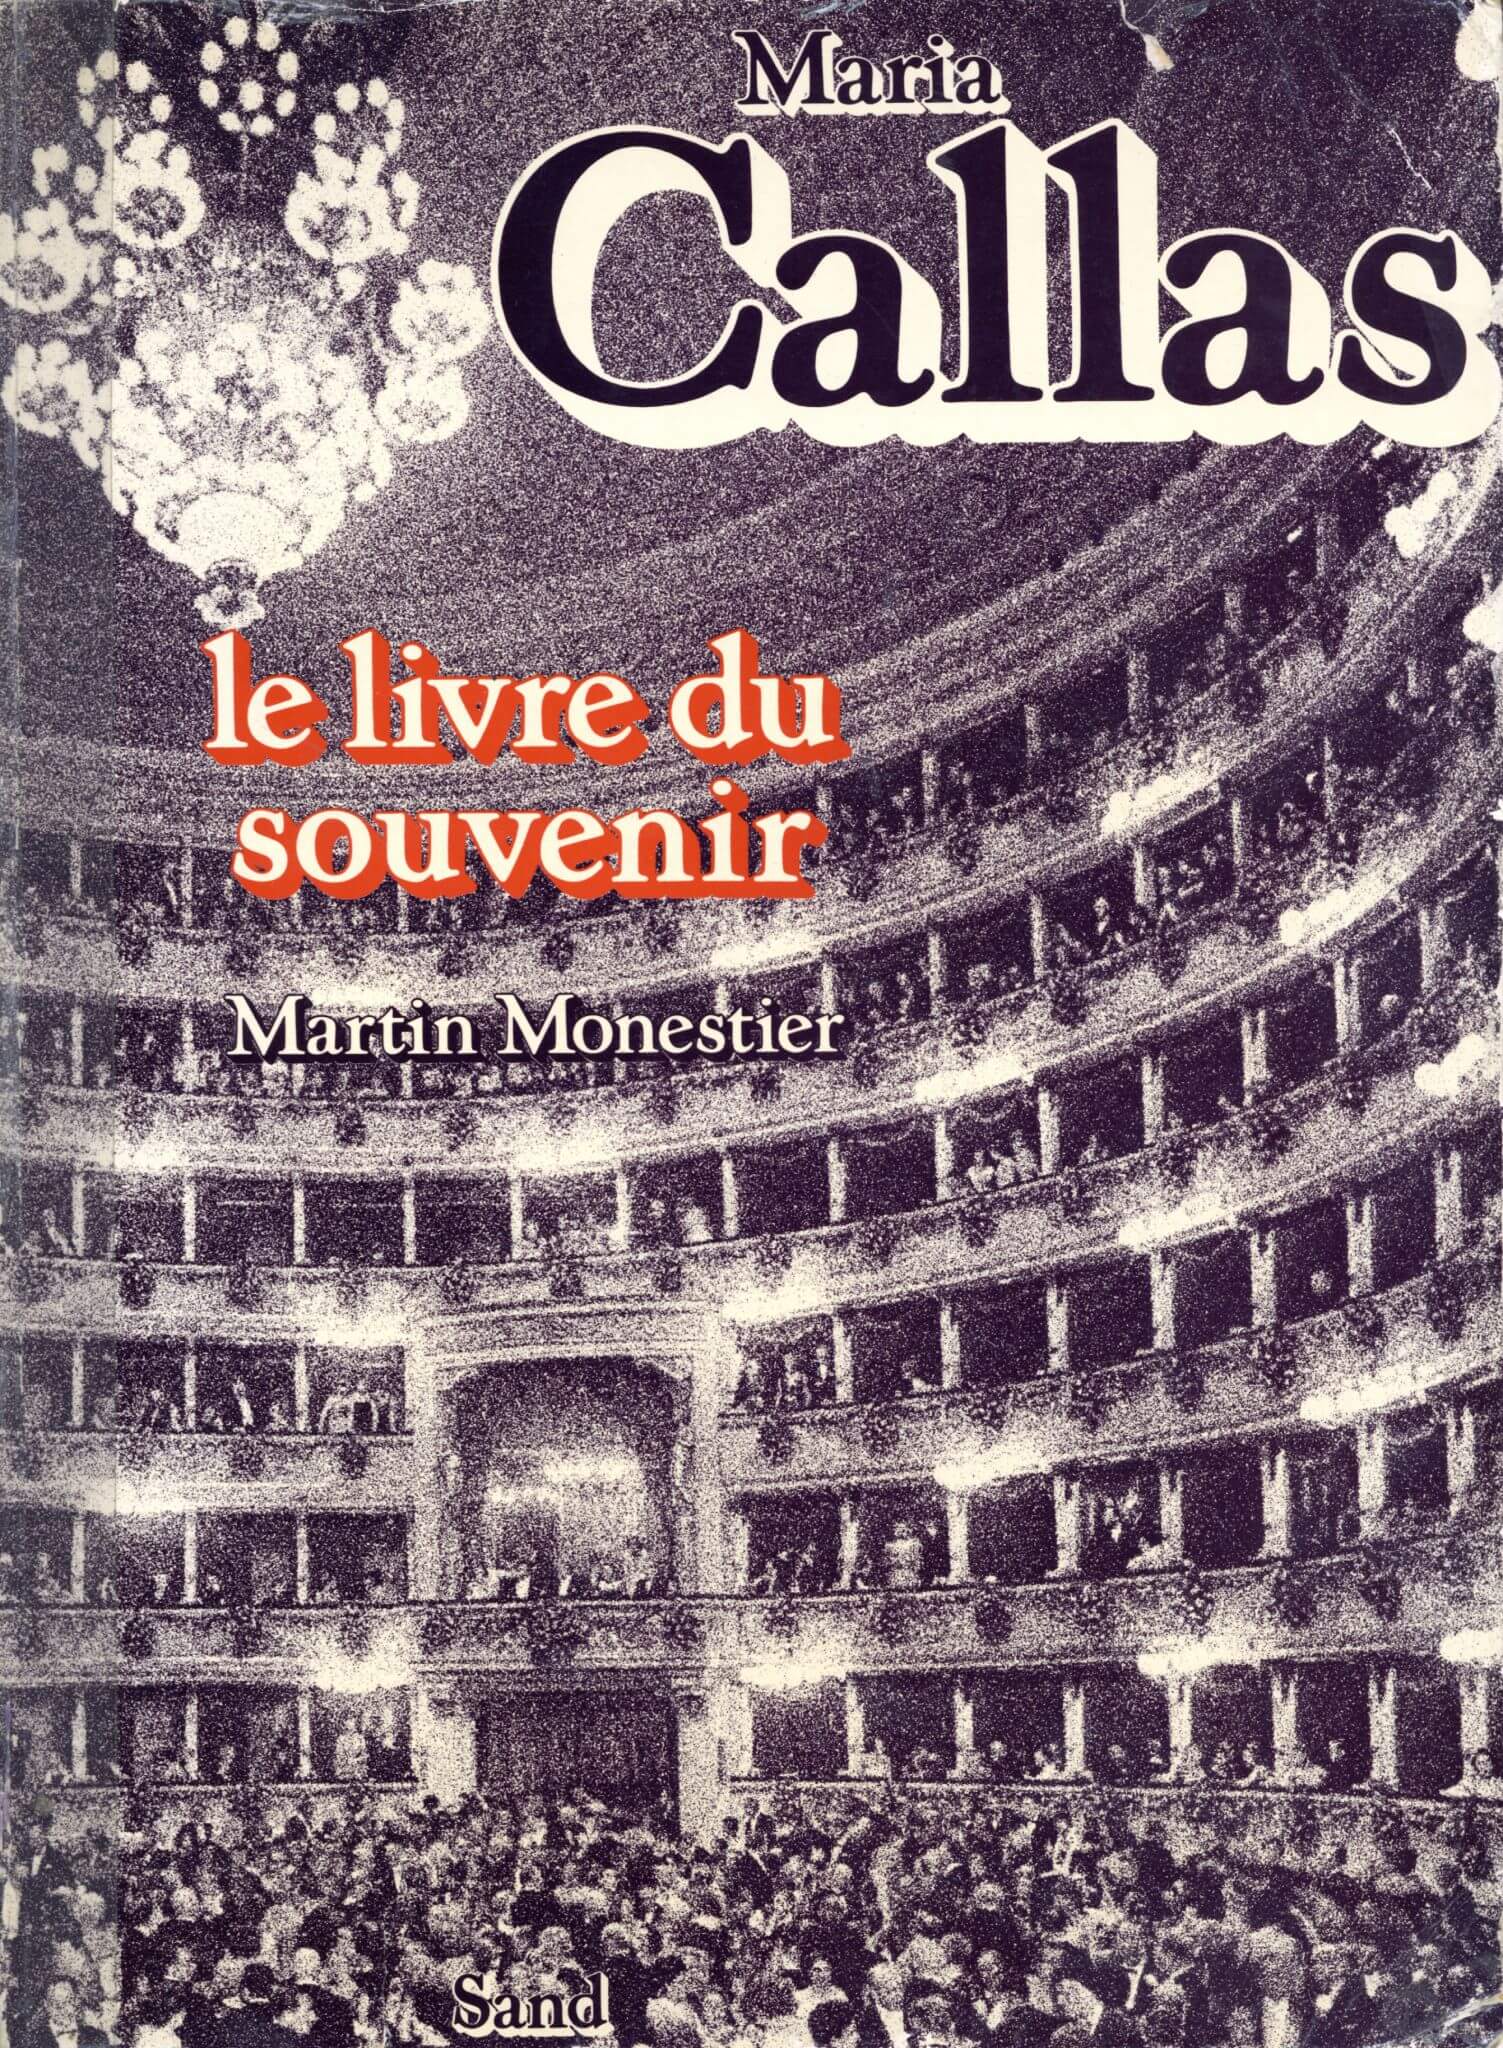 Maria
Callas
le livre du
souvenir
Martin Monestier
Sand